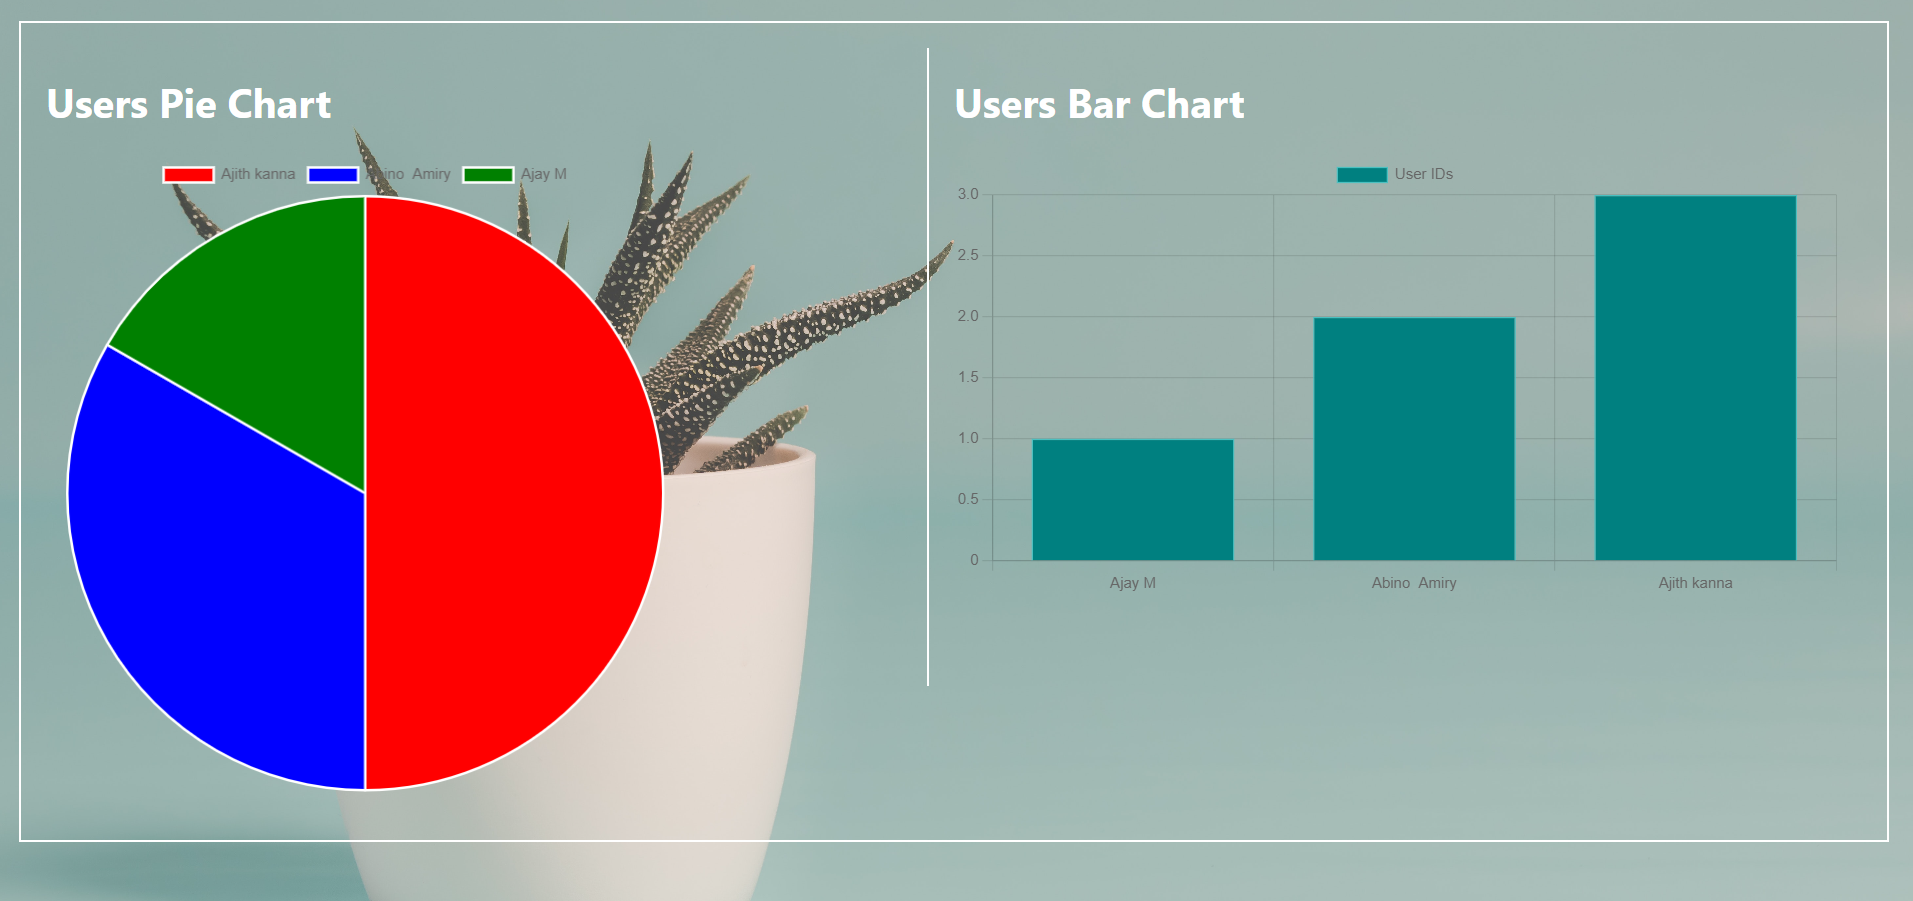 Users Pie Chart
Ajith kanna Abino  Amiry Ajay M
Users Bar Chart
User IDs
3.0
2.5
2.0
1.5
1.0
0.5
0
Ajay M Abino  Amiry Ajith kanna